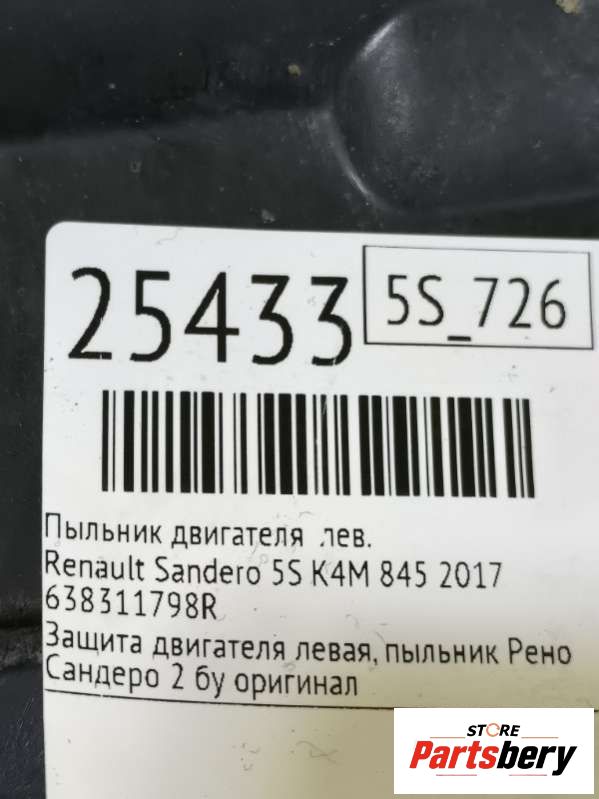 25433
5S_726
Пыльник двигателя лев.
Renault Sandero 5S K4M 845 2017
638311798R
Защита двигателя левая, пыльник Рено
Сандеро 2 бу оригинал
STORE
Partsbery